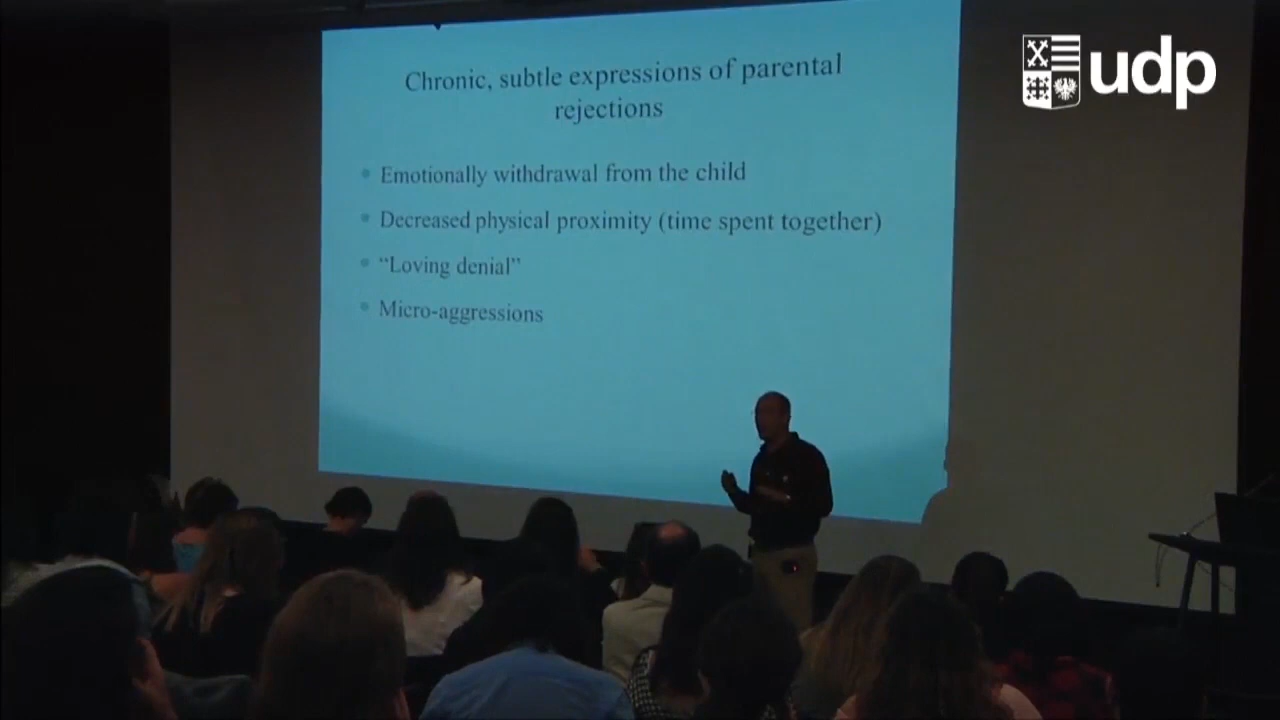 Chronic, subtle expressions of parental
rejections
Emotionally withdrawal from the child
Decreased physical proximity (time spent together)
“Loving denial”
Micro-aggressions
udp